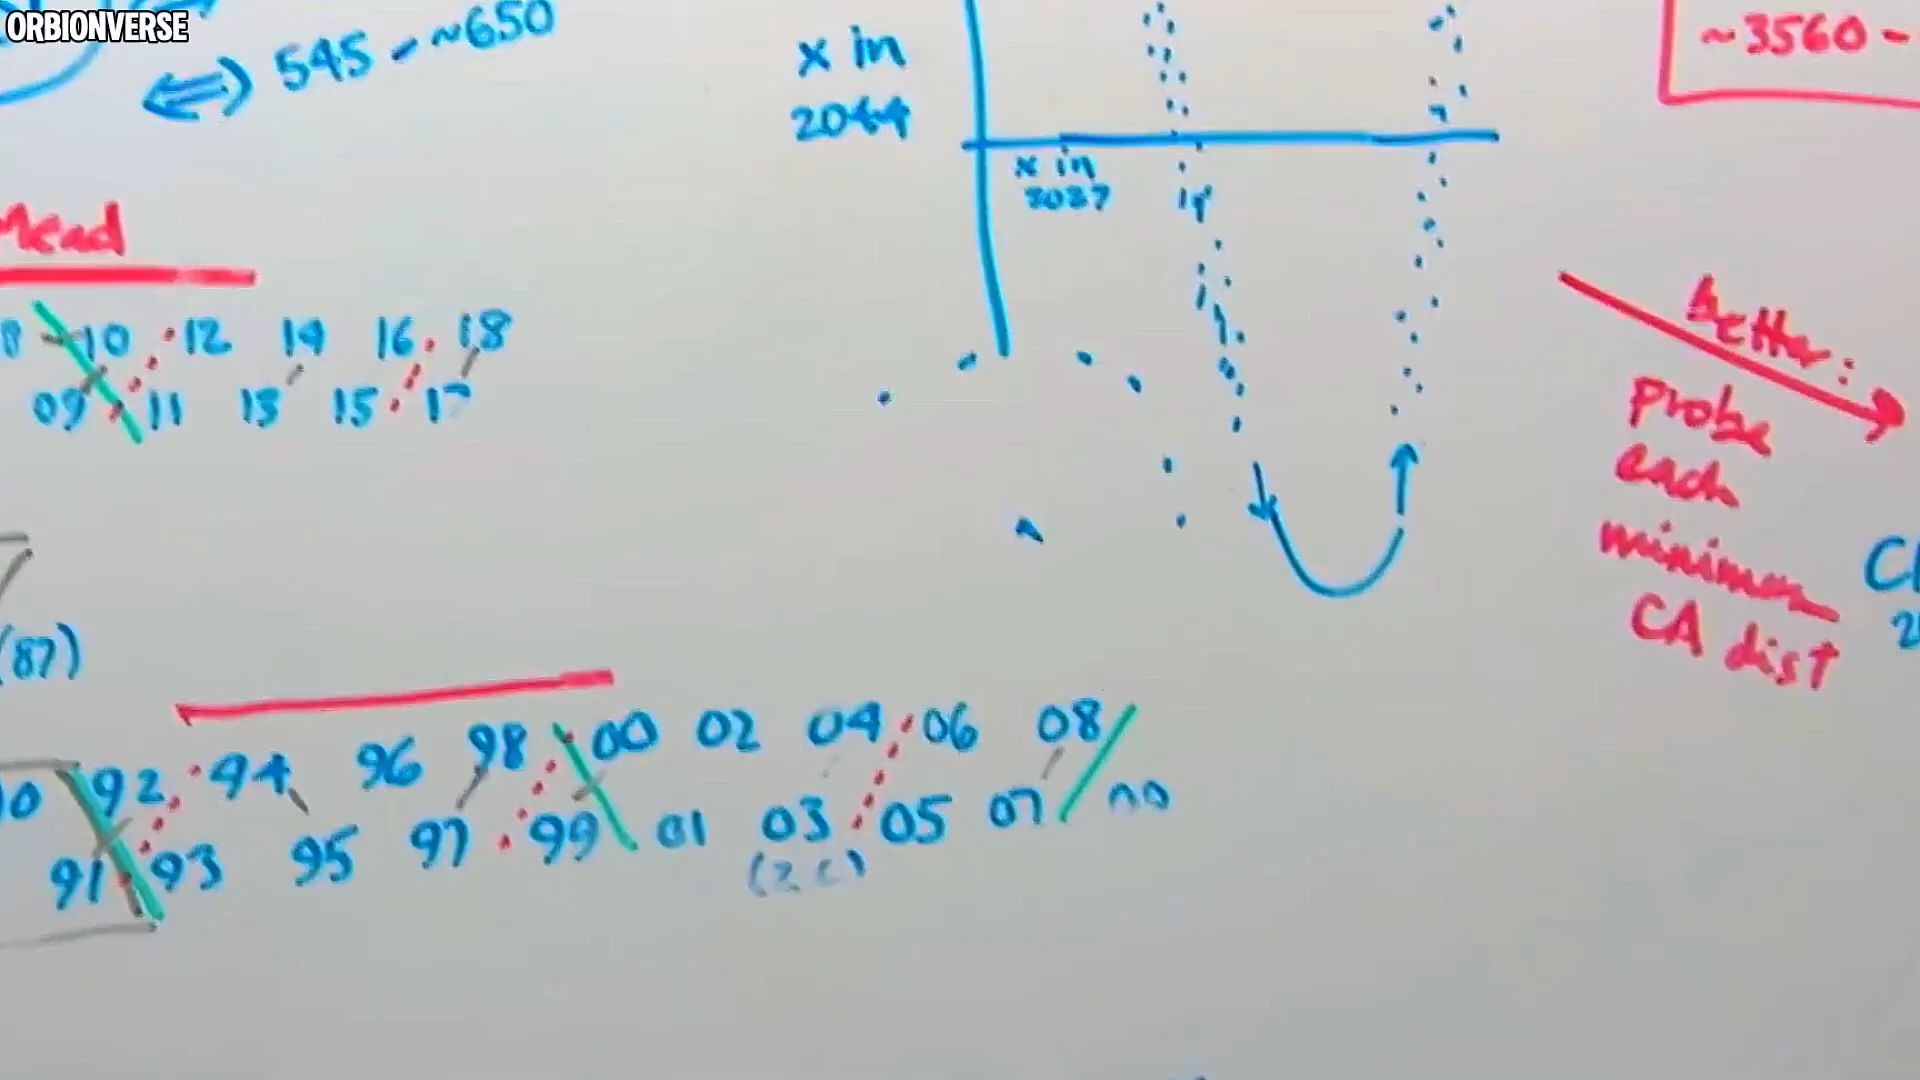 ORBIONVERSE
545 - ~650
x in
2044
x in
2027
~3560 -
Mead
10 12 14 16 18
09 11 13 15 17
better:
probe
each
CA dist
(87)
92 94 96 98 00 02 04 06 08
91 93 95 97 99 01 03 05 07